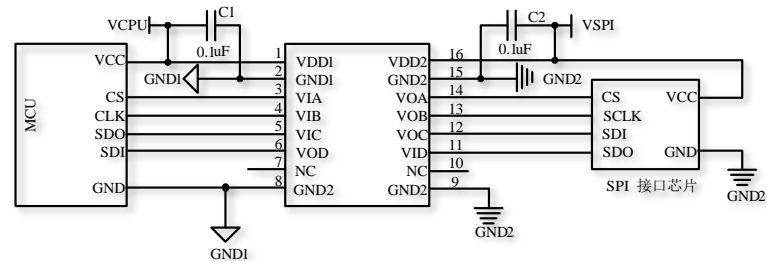 VCPU C1 C2 VSPI
0.1uF 0.1uF
VCC 1 VDD1 VDD2 16
GND1 2 GND1 GND2 15 GND2
CS 3 VIA VOA 14 CS VCC
CLK 4 VIB VOB 13 SCLK
SDO 5 VIC VOC 12 SDI
SDI 6 VOD VID 11 SDO GND
MCU
7 NC NC 10
GND 8 GND2 GND2 9
SPI 接口芯片
GND2
GND1 GND2